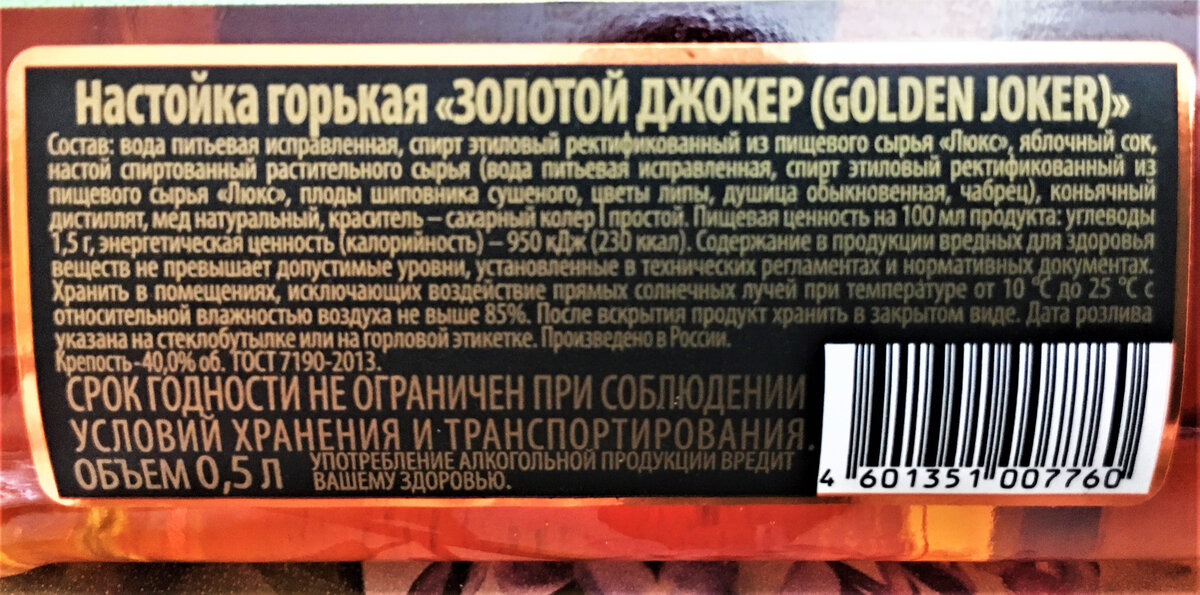 Настойка горькая «ЗОЛОТОЙ ДЖОКЕР (GOLDEN JOKER)»
Состав: вода питьевая исправленная, спирт этиловый ректификованный из пищевого сырья «Люкс», яблочный сок,
настой спиртованный растительного сырья (вода питьевая исправленная, спирт этиловый ректификованный из
пищевого сырья «Люкс», плоды шиповника сушеного, цветы липы, душица обыкновенная, чабрец), коньячный
дистиллят, мед натуральный, краситель – сахарный колер I простой. Пищевая ценность на 100 мл продукта: углеводы
1,5 г, энергетическая ценность (калорийность) – 950 кДж (230 ккал). Содержание в продукции вредных для здоровья
веществ не превышает допустимые уровни, установленные в технических регламентах и нормативных документах.
Хранить в помещениях, исключающих воздействие прямых солнечных лучей при температуре от 10 °С до 25 °С с
относительной влажностью воздуха не выше 85%. После вскрытия продукт хранить в закрытом виде. Дата розлива
указана на стеклобутылке или на горловой этикетке. Произведено в России.
Крепость - 40,0% об. ГОСТ 7190-2013.
СРОК ГОДНОСТИ НЕ ОГРАНИЧЕН ПРИ СОБЛЮДЕНИИ
УСЛОВИЙ ХРАНЕНИЯ И ТРАНСПОРТИРОВАНИЯ.
ОБЪЕМ 0,5 Л
УПОТРЕБЛЕНИЕ АЛКОГОЛЬНОЙ ПРОДУКЦИИ ВРЕДИТ
ВАШЕМУ ЗДОРОВЬЮ.
4 601351 007760